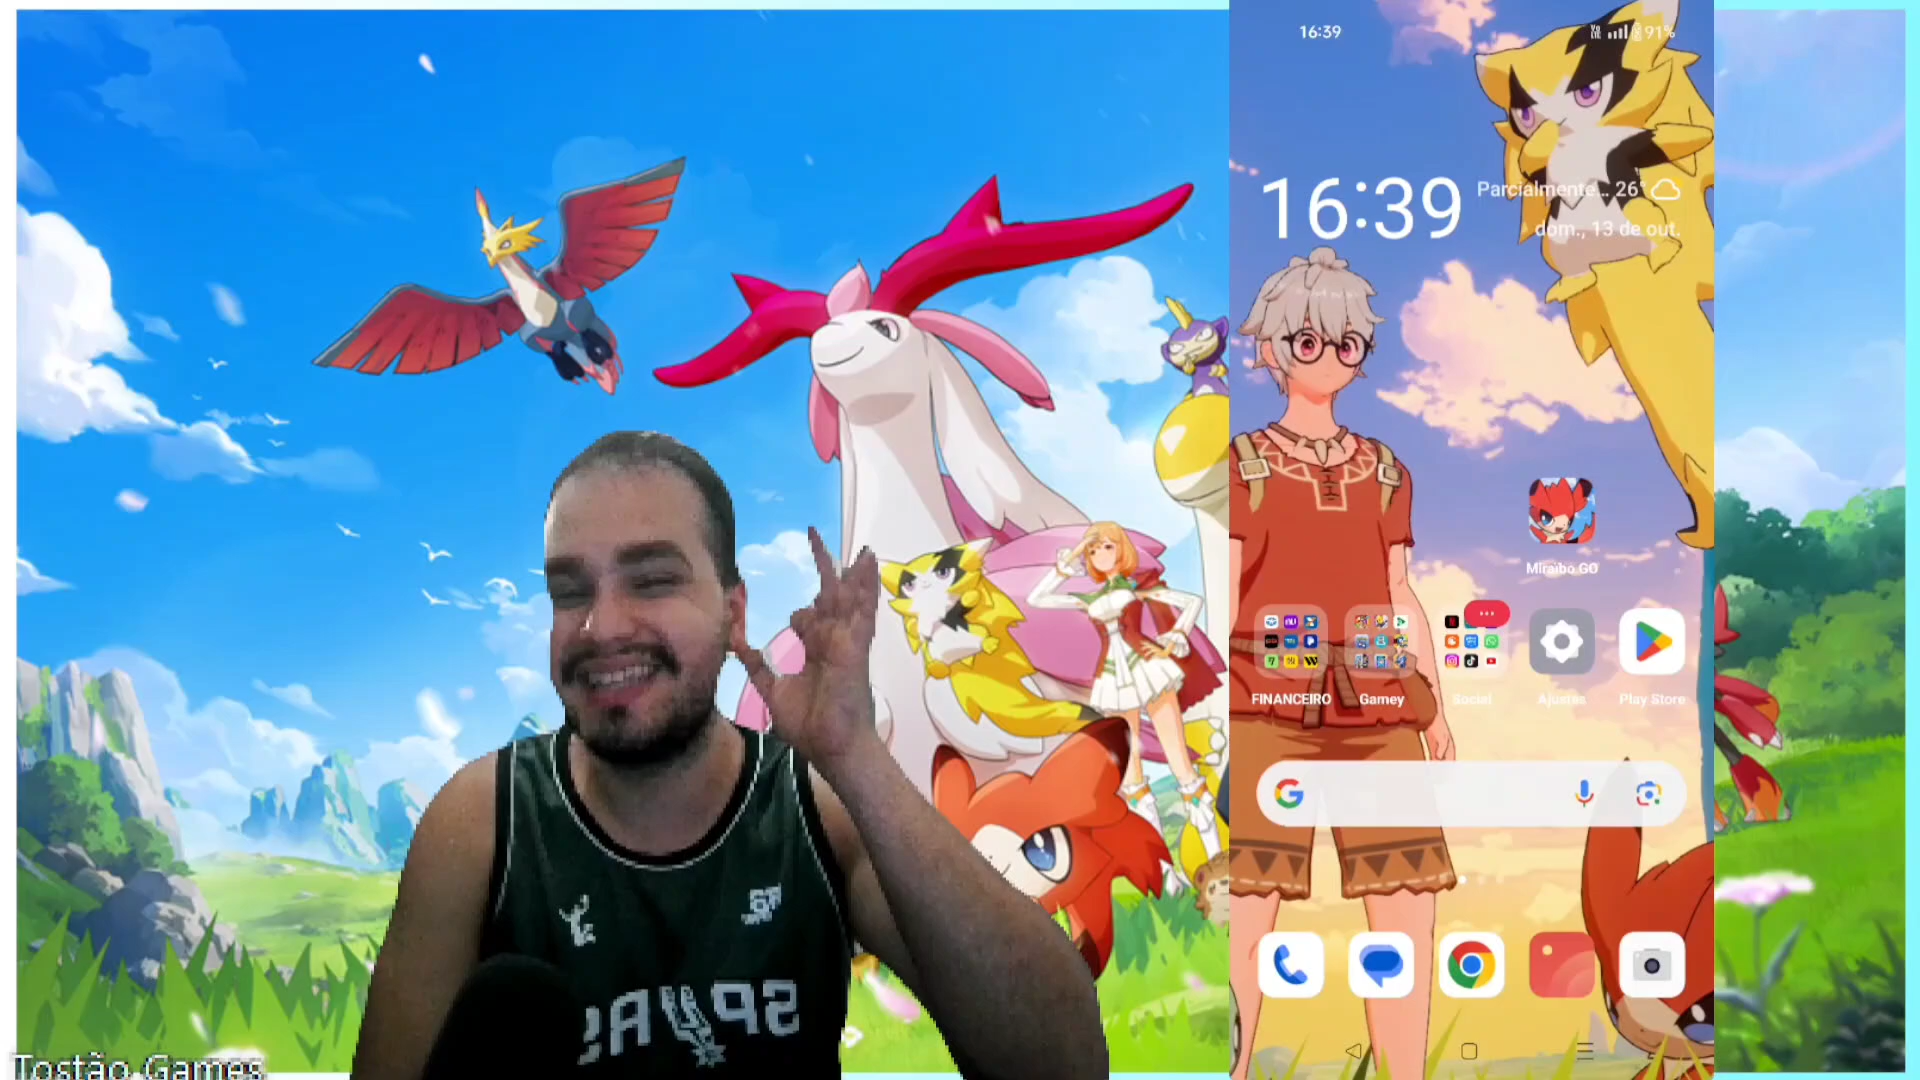 16:39
91%
16:39
Parcialmente... 26°
dom., 13 de out.
Miraibo GO
FINANCEIRO
Gamey
Social
Ajustes
Play Store
SPURS
Tostão Games